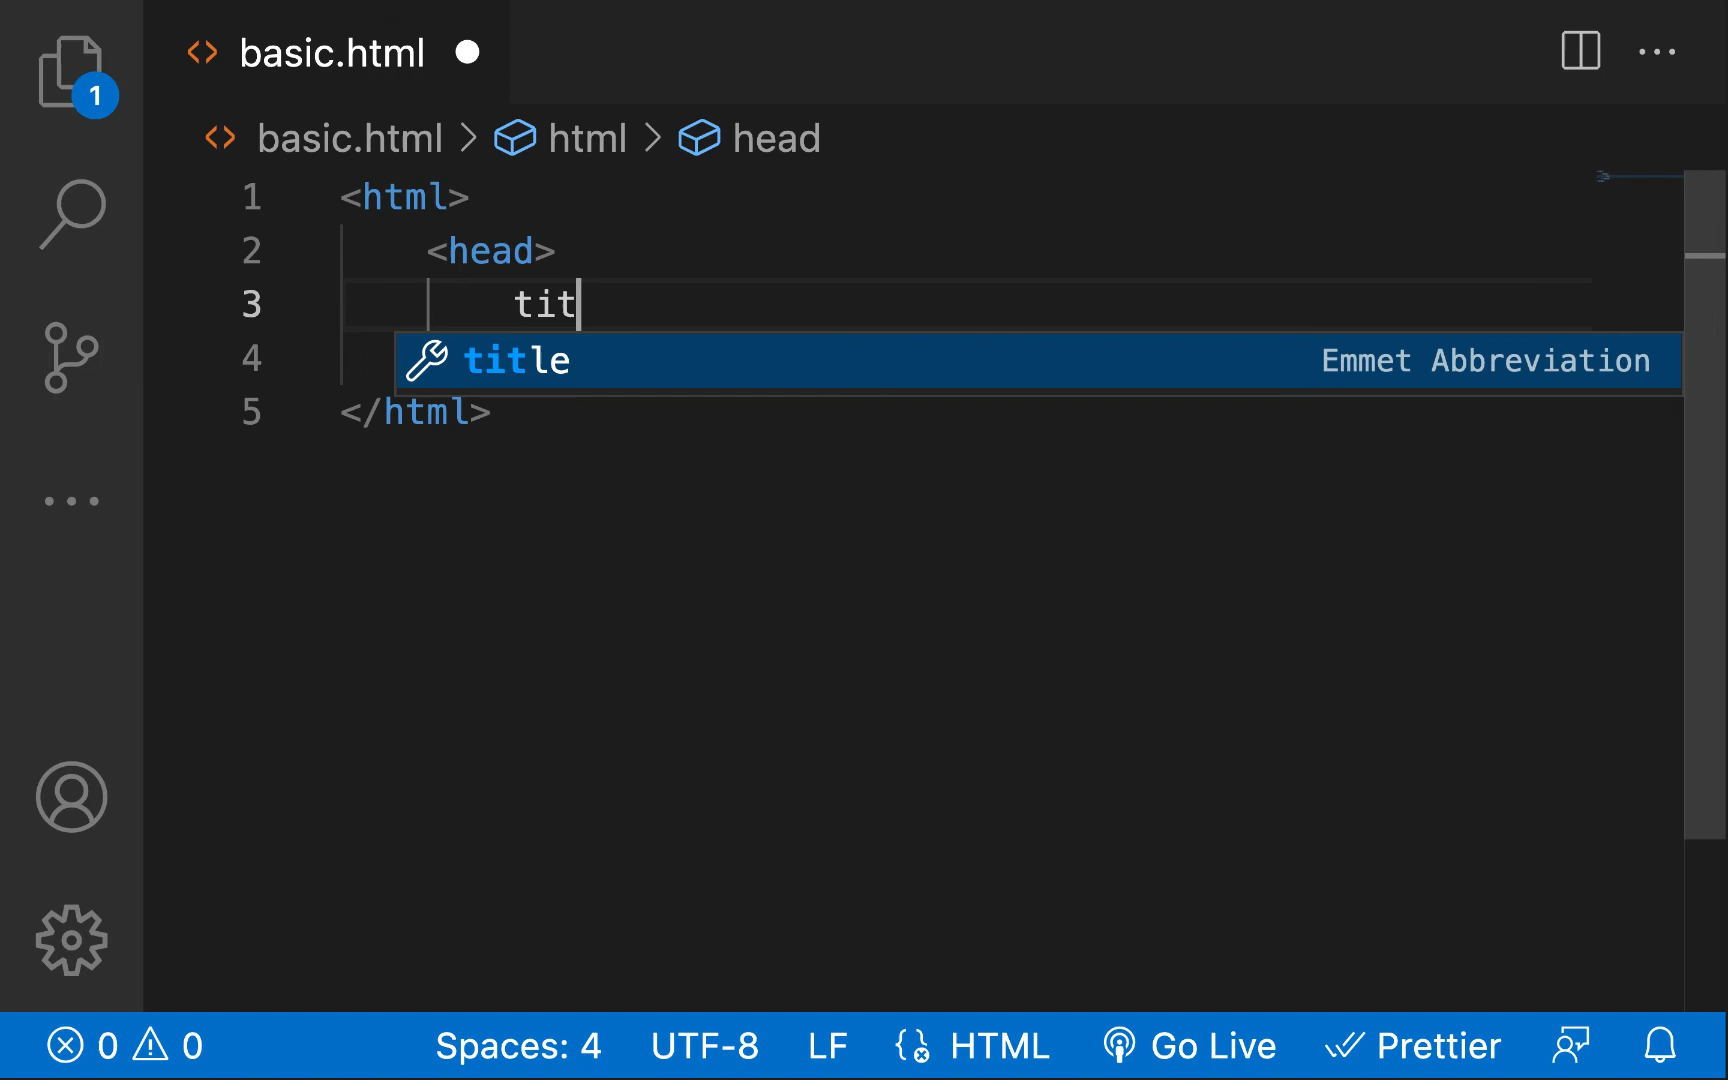 basic.html
1
basic.html > html > head
1 <html>
2 <head>
3 tit
4 title Emmet Abbreviation
5 </html>
0 0 Spaces: 4 UTF-8 LF HTML Go Live Prettier